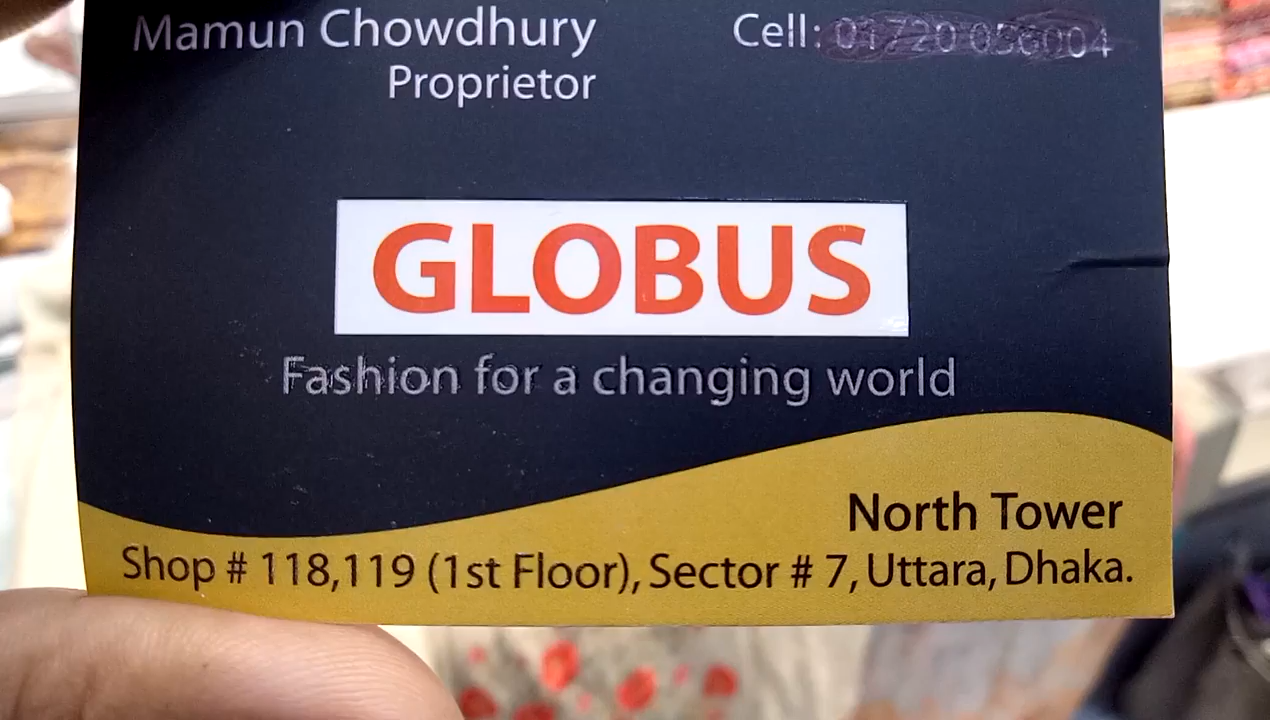 Mamun Chowdhury
Proprietor
Cell:
GLOBUS
Fashion for a changing world
North Tower
Shop # 118,119 (1st Floor), Sector # 7, Uttara, Dhaka.